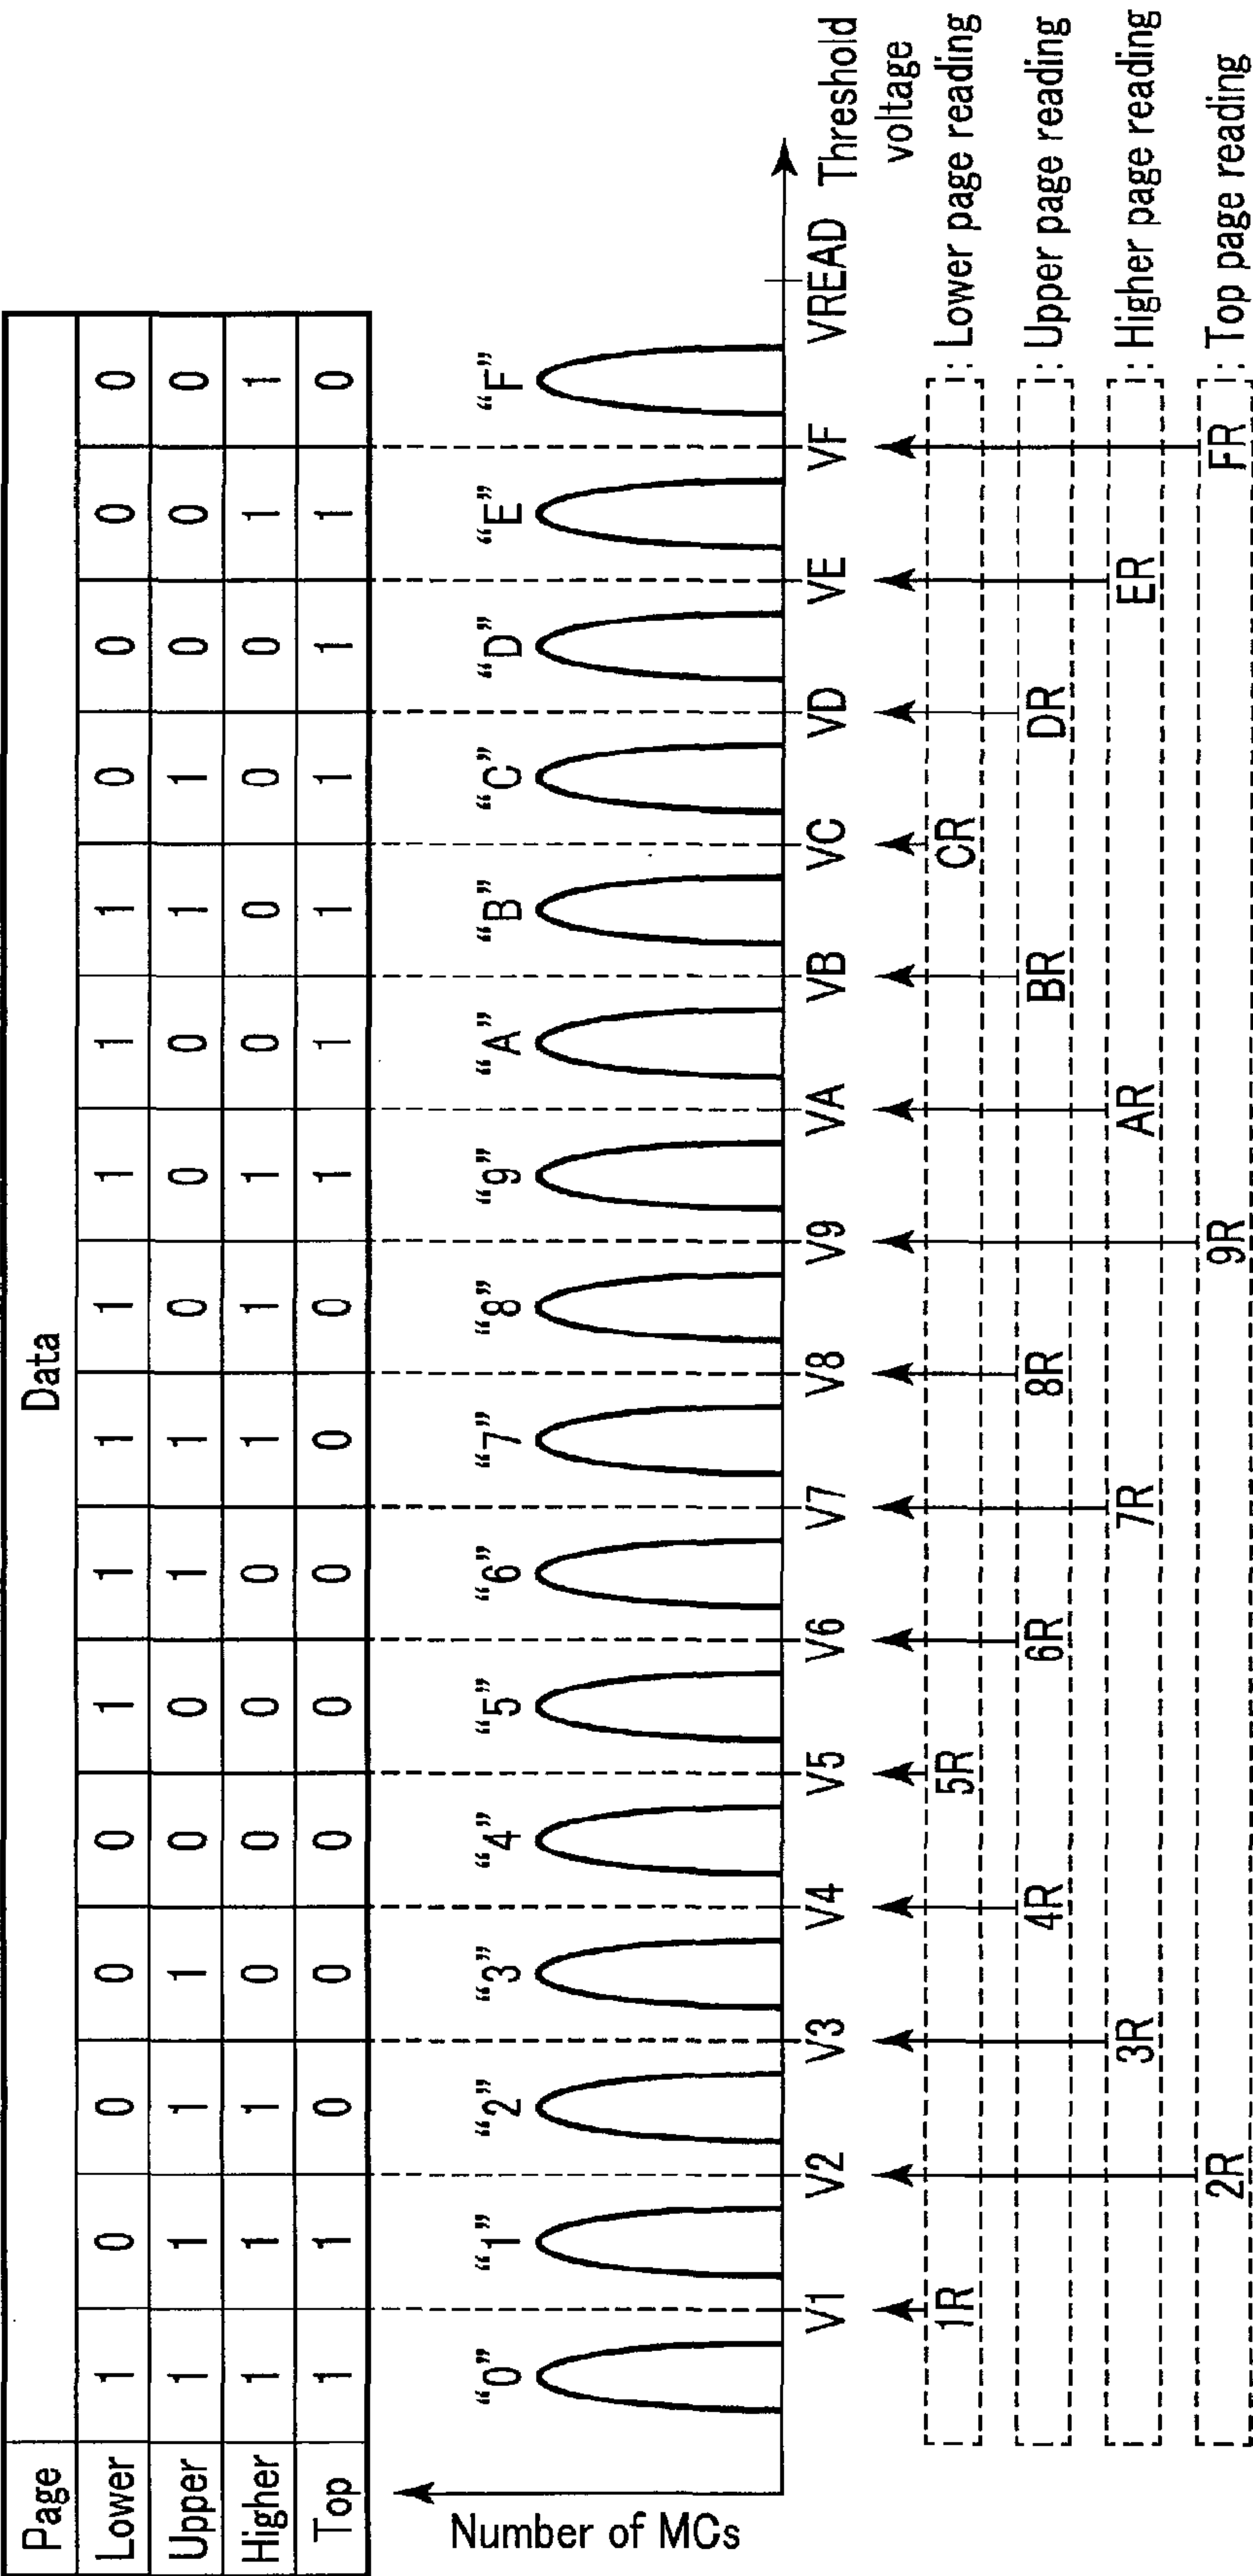 Page Data
Lower 1 0 0 0 0 1 1 1 1 1 1 1 0 0 0 0
Upper 1 1 1 1 0 0 1 1 0 0 0 1 1 0 0 0
Higher 1 1 1 0 0 0 0 1 1 1 0 0 0 0 1 1
Top 1 1 0 0 0 0 0 0 0 1 1 1 1 1 1 0
“0” “1” “2” “3” “4” “5” “6” “7” “8” “9” “A” “B” “C” “D” “E” “F”
Number of MCs
V1 V2 V3 V4 V5 V6 V7 V8 V9 VA VB VC VD VE VF VREAD Threshold
voltage
1R 5R CR : Lower page reading
4R 6R 8R BR DR : Upper page reading
3R 7R AR ER : Higher page reading
2R 9R FR : Top page reading